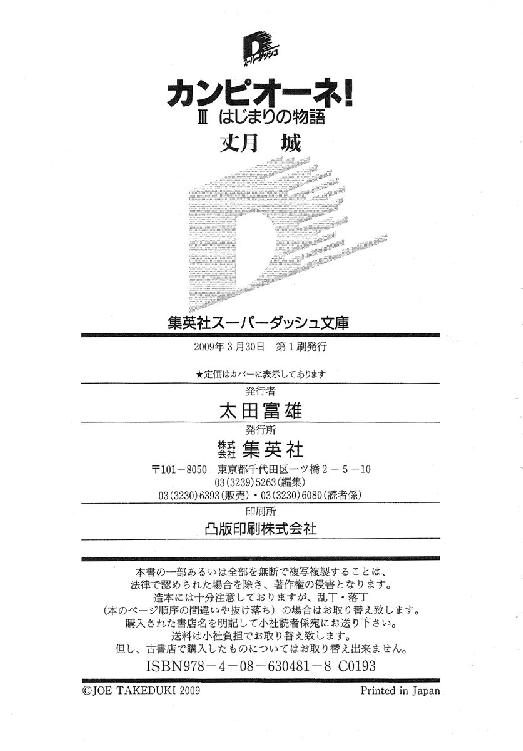 スーパーダッシュ
カンピオーネ!
Ⅲ はじまりの物語
丈月 城
集英社スーパーダッシュ文庫
2009年3月30日 第1刷発行
★定価はカバーに表示してあります
発行者
太田富雄
発行所
株式会社 集英社
〒101-8050 東京都千代田区一ツ橋2-5-10
03(3239)5263(編集)
03(3230)6393(販売)・03(3230)6080(読者係)
印刷所
凸版印刷株式会社
本書の一部あるいは全部を無断で複写複製することは、
法律で認められた場合を除き、著作権の侵害となります。
造本には十分注意しておりますが、乱丁・落丁
(本のページ順序の間違いや抜け落ち)の場合はお取り替え致します。
購入された書店名を明記して小社読者係宛にお送り下さい。
送料は小社負担でお取り替え致します。
但し、古書店で購入したものについてはお取り替え出来ません。
ISBN978-4-08-630481-8 C0193
©JOE TAKEDUKI 2009
Printed in Japan